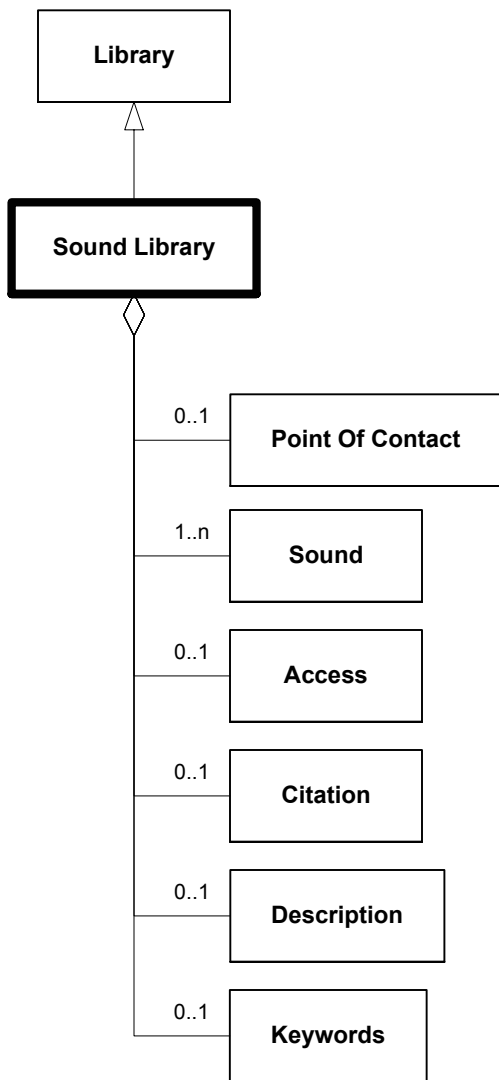 Library
Sound Library
0..1
Point Of Contact
1..n
Sound
0..1
Access
0..1
Citation
0..1
Description
0..1
Keywords